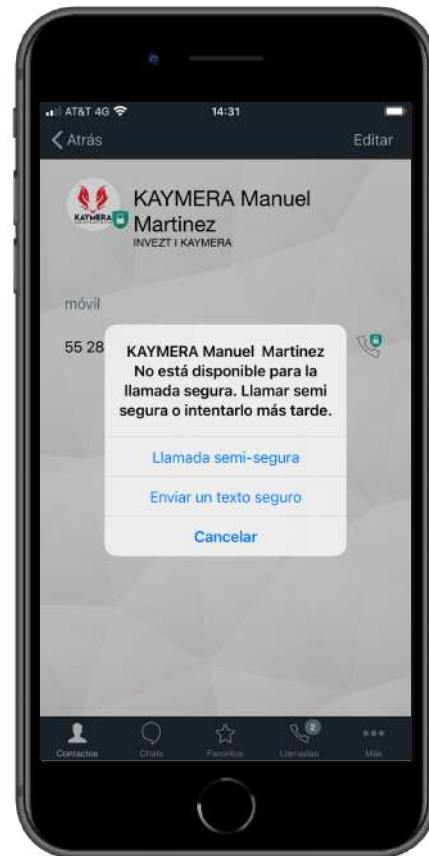 AT&T 4G
14:31
Atrás
Editar
KAYMERA
KAYMERA Manuel
Martinez
INVEZT I KAYMERA
móvil
55 28
KAYMERA Manuel Martinez
No está disponible para la
llamada segura. Llamar semi
segura o intentarlo más tarde.
Llamada semi-segura
Enviar un texto seguro
Cancelar
2
Contactos
Chats
Favoritos
Llamadas
Más